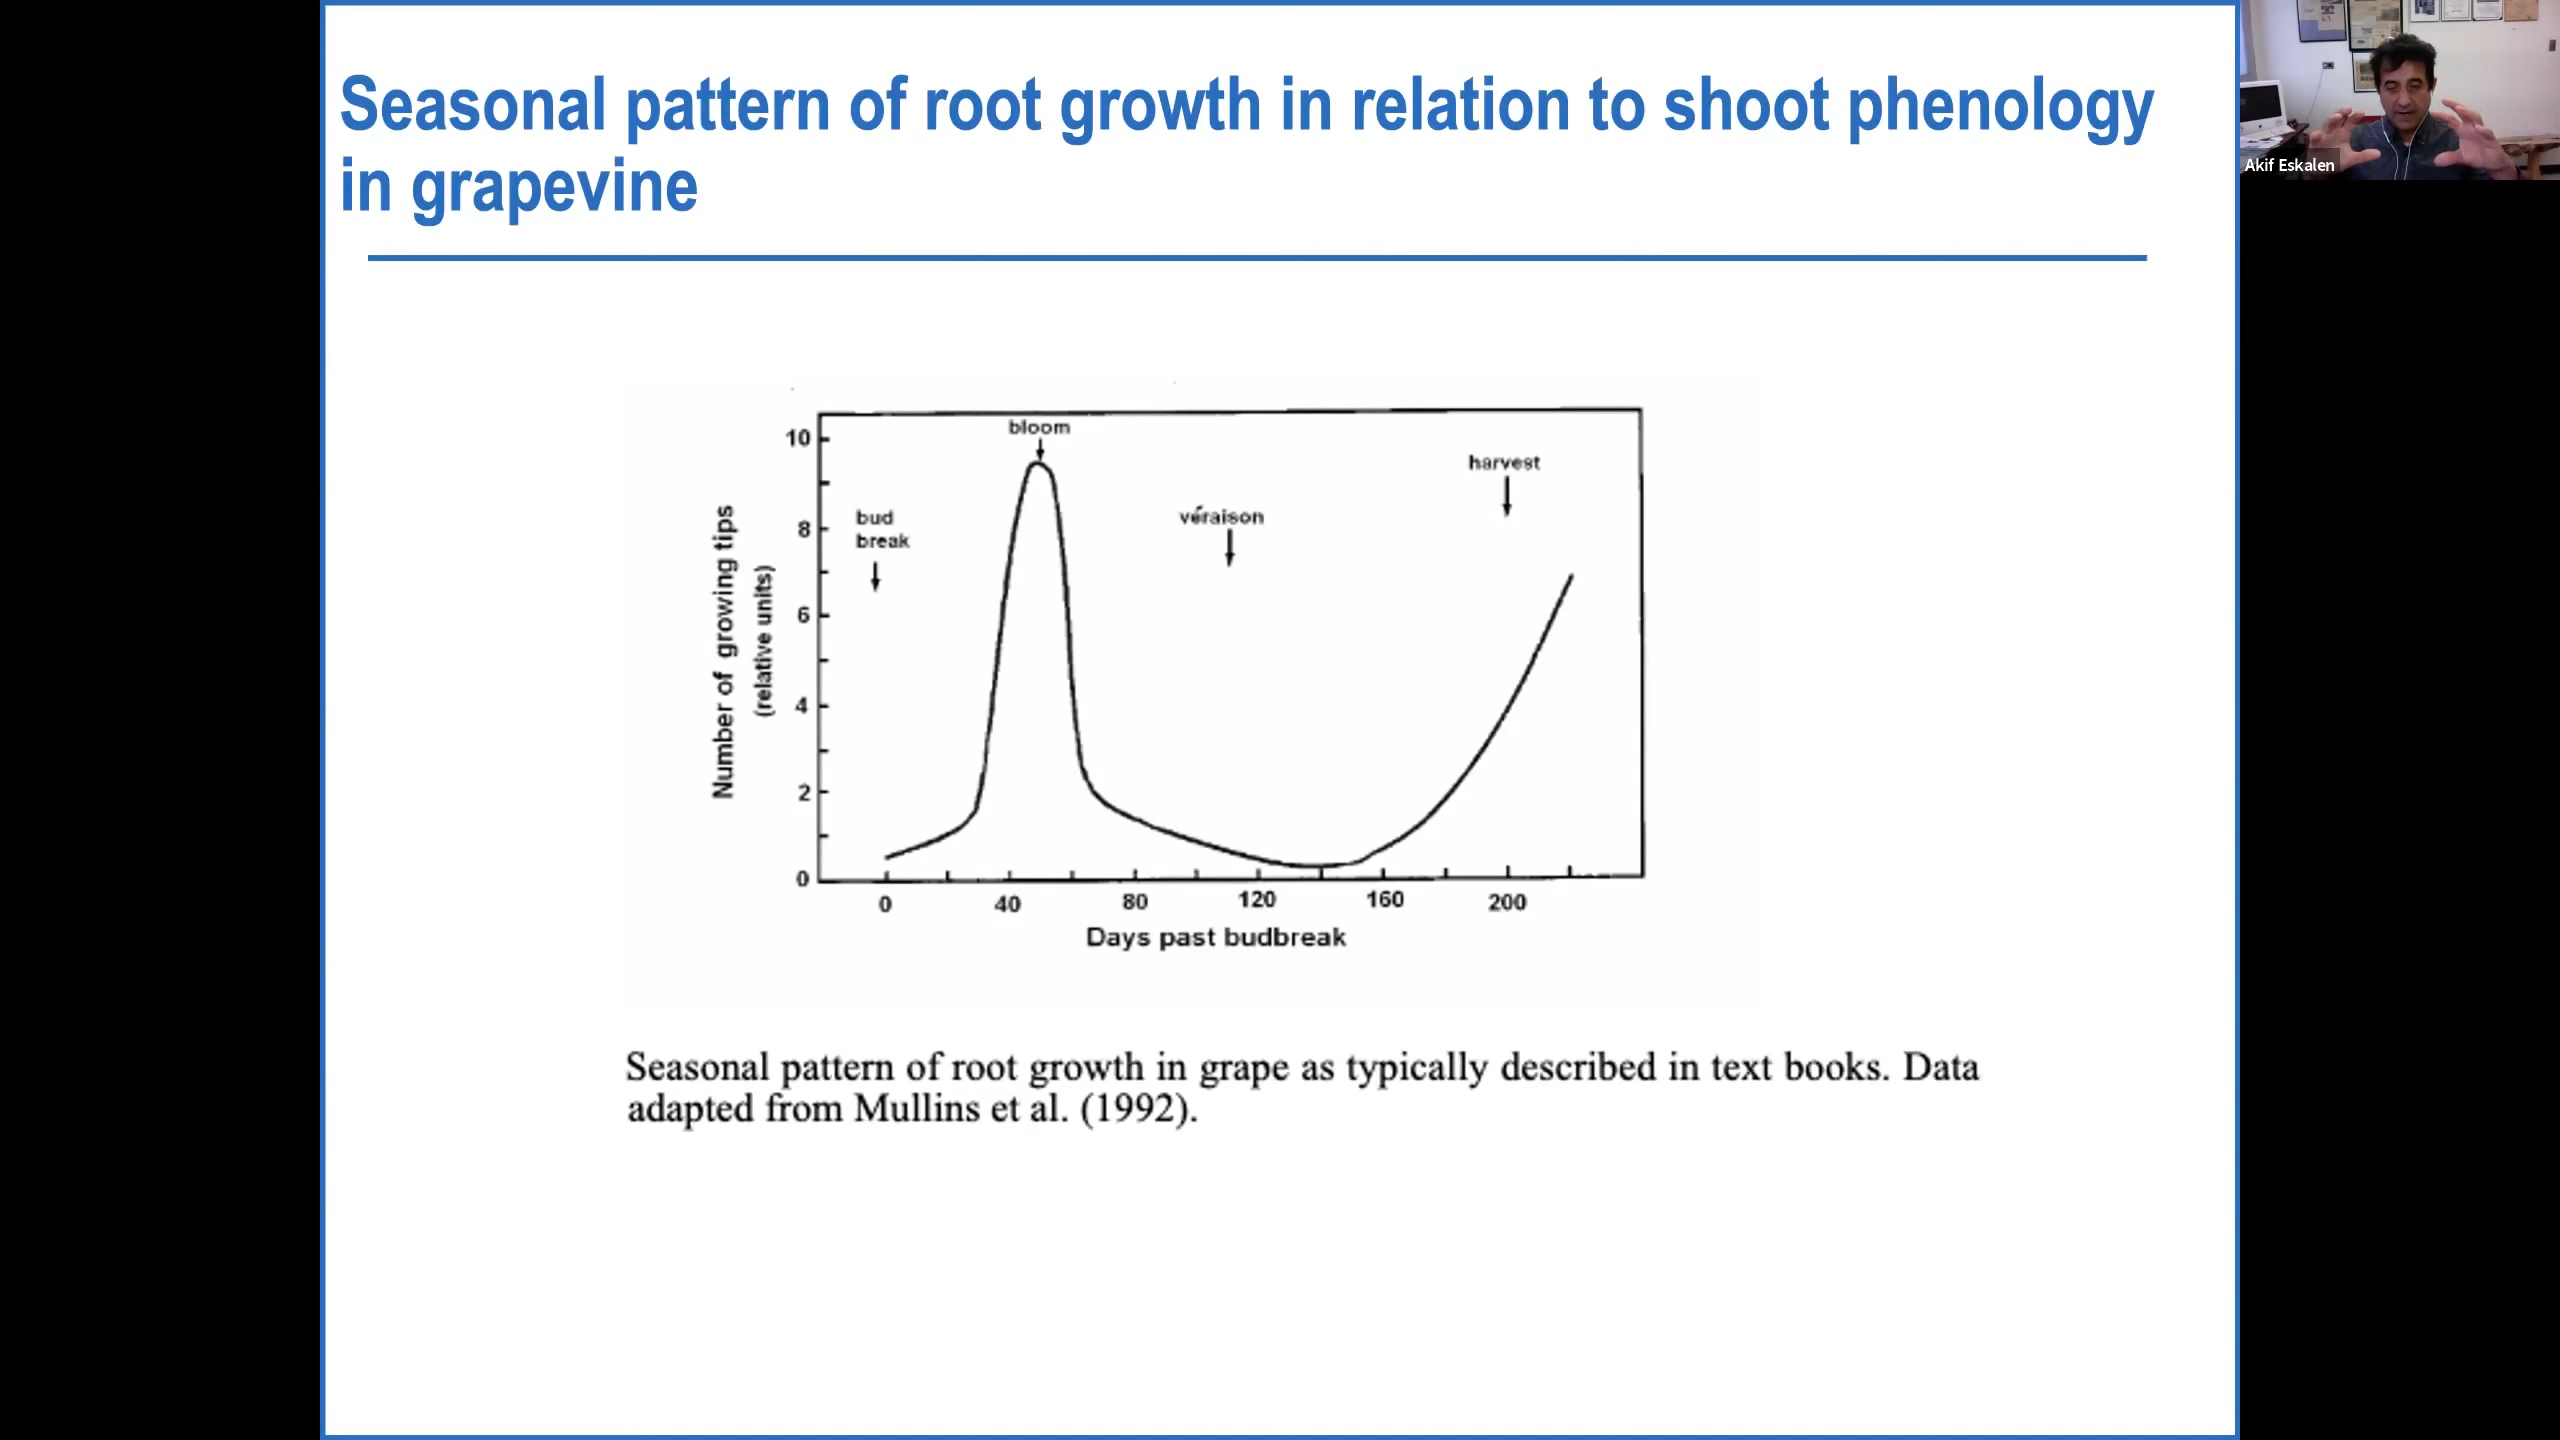 Seasonal pattern of root growth in relation to shoot phenology
in grapevine
Akif Eskalen
Number of growing tips
(relative units)
10
8
6
4
2
0
bud
break
bloom
véraison
harvest
0 40 80 120 160 200
Days past budbreak
Seasonal pattern of root growth in grape as typically described in text books. Data
adapted from Mullins et al. (1992).